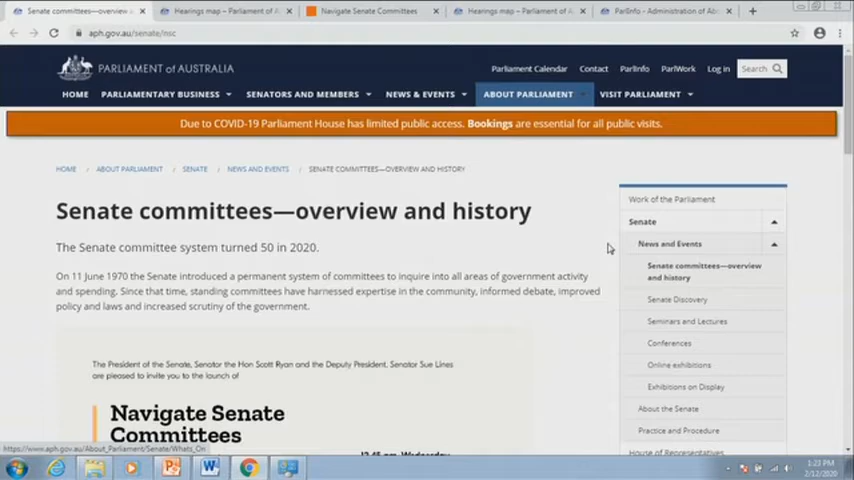 Senate committees—overview
Hearings map – Parliament of A
Navigate Senate Committees
Hearings map – Parliament of A
ParlInfo - Administration of Ab
aph.gov.au/senate/nsc
PARLIAMENT OF AUSTRALIA
Parliament Calendar
Contact
ParlInfo
ParlWork
Log in
Search
HOME
PARLIAMENTARY BUSINESS
SENATORS AND MEMBERS
NEWS & EVENTS
ABOUT PARLIAMENT
VISIT PARLIAMENT
Due to COVID-19 Parliament House has limited public access. Bookings are essential for all public visits.
HOME
ABOUT PARLIAMENT
SENATE
NEWS AND EVENTS
SENATE COMMITTEES—OVERVIEW AND HISTORY
Senate committees—overview and history
The Senate committee system turned 50 in 2020.
On 11 June 1970 the Senate introduced a permanent system of committees to inquire into all areas of government activity
and spending. Since that time, standing committees have harnessed expertise in the community, informed debate, improved
policy and laws and increased scrutiny of the government.
The President of the Senate, Senator the Hon Scott Ryan and the Deputy President, Senator Sue Lines
are pleased to invite you to the launch of
Navigate Senate
Committees
12.45 pm, Wednesday
Work of the Parliament
Senate
News and Events
Senate committees—overview
and history
Senate Discovery
Seminars and Lectures
Conferences
Online exhibitions
Exhibitions on Display
About the Senate
Practice and Procedure
House of Representatives
https://www.aph.gov.au/About_Parliament/Senate/Whats_On
1:23 PM
2/12/2020